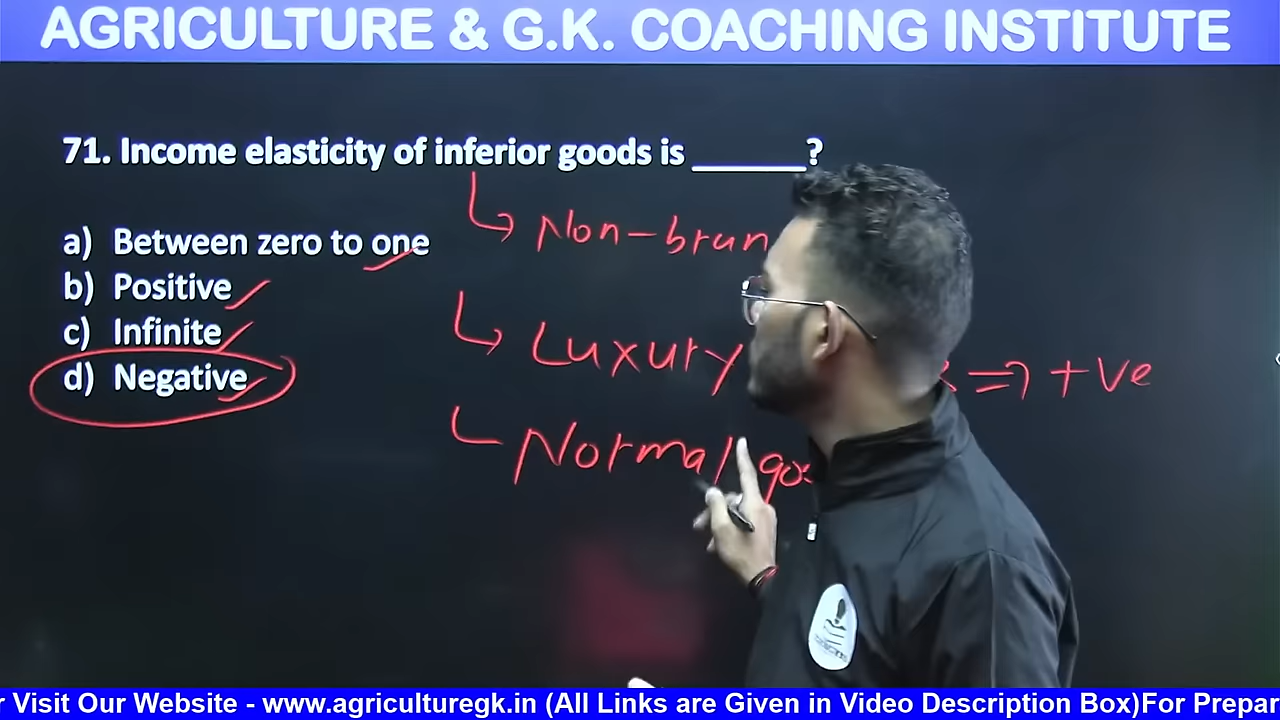 AGRICULTURE & G.K. COACHING INSTITUTE
71. Income elasticity of inferior goods is ______?
a) Between zero to one
b) Positive
c) Infinite
d) Negative
↳ Non-bran
↳ Luxury ⇒ +ve
↳ Normal goo
r Visit Our Website - www.agriculturegk.in (All Links are Given in Video Description Box)For Prepar